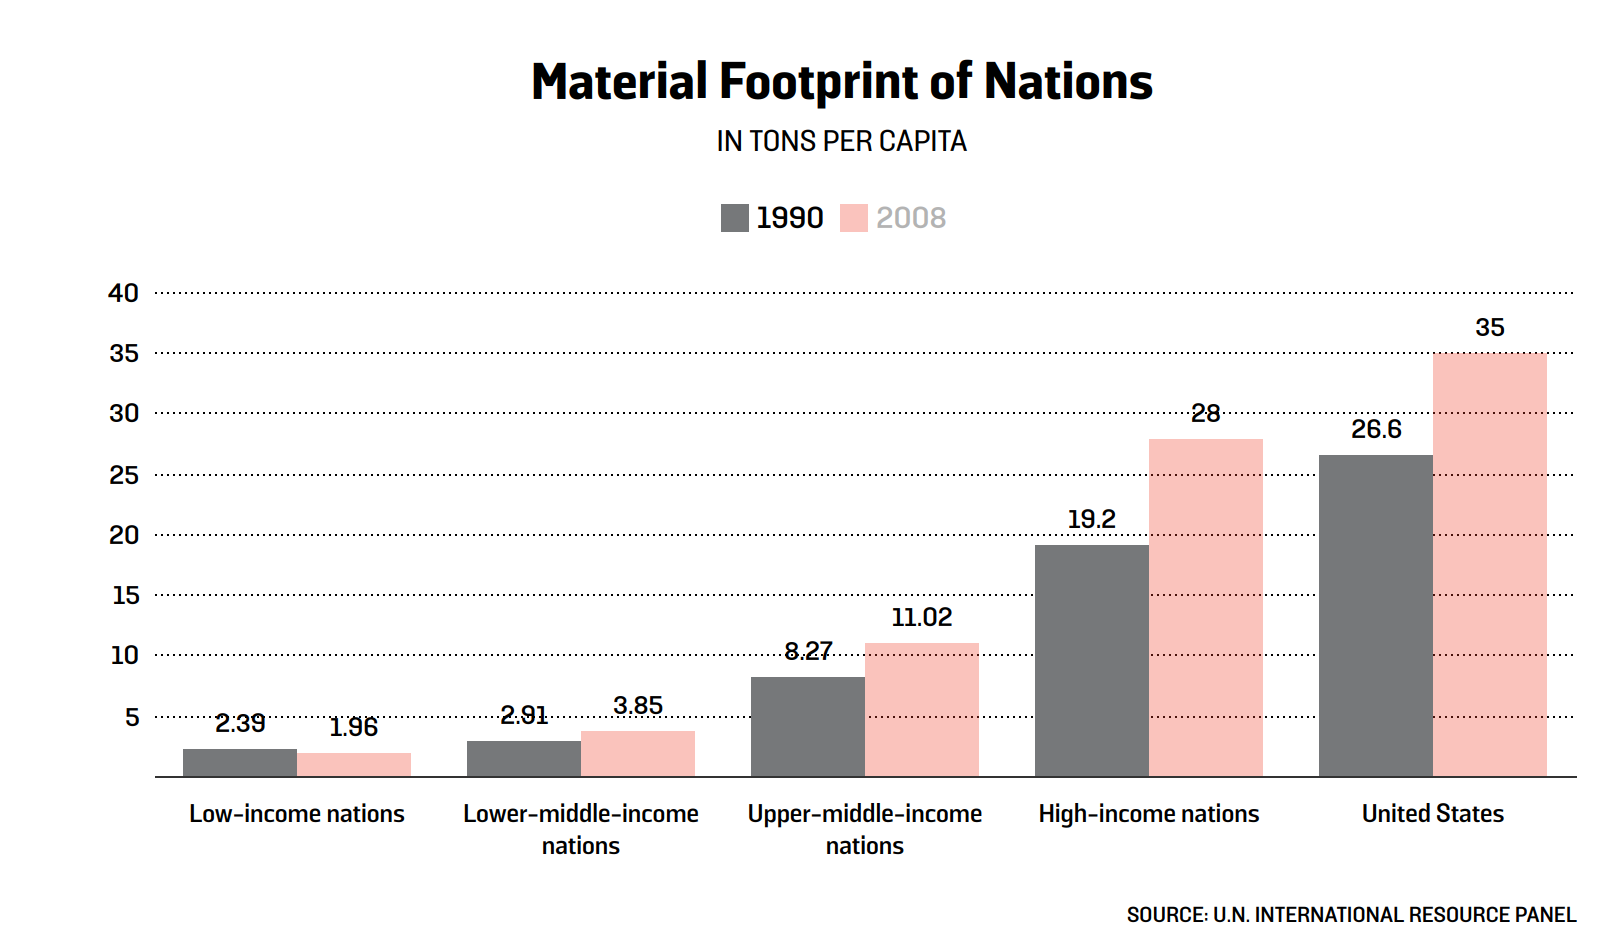 Material Footprint of Nations
IN TONS PER CAPITA
1990 2008
40
35
30
25
20
15
10
5
2.39 1.96 2.91 3.85 8.27 11.02 19.2 28 26.6 35
Low-income nations
Lower-middle-income
nations
Upper-middle-income
nations
High-income nations
United States
SOURCE: U.N. INTERNATIONAL RESOURCE PANEL